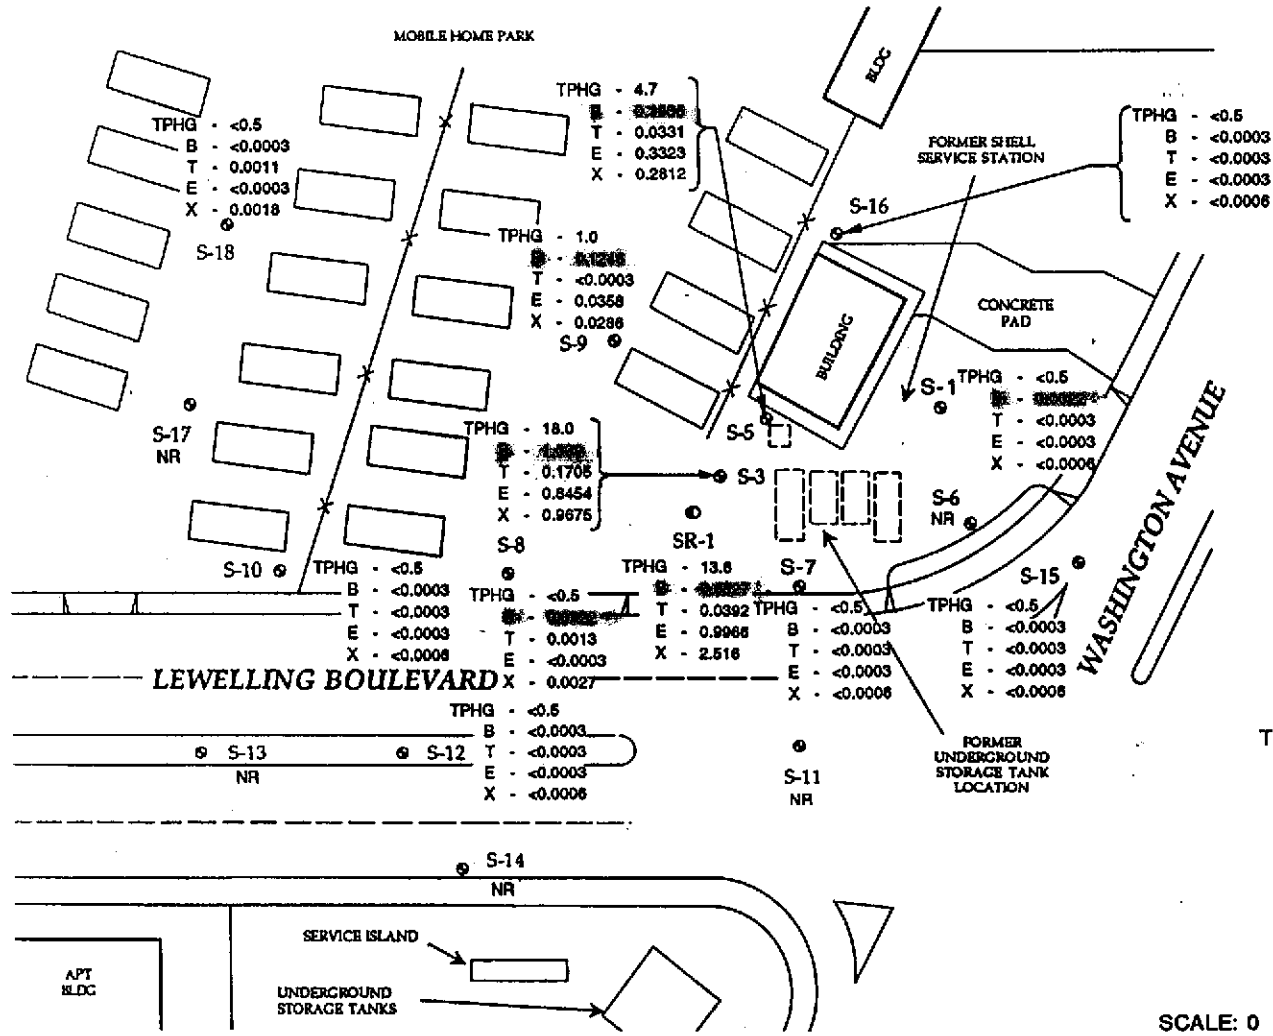 MOBILE HOME PARK
BLDG
TPHG - 4.7
T - 0.0331
E - 0.3323
X - 0.2812
TPHG - <0.5
B - <0.0003
T - 0.0011
E - <0.0003
X - 0.0018
S-18
FORMER SHELL
SERVICE STATION
TPHG - <0.5
B - <0.0003
T - <0.0003
E - <0.0003
X - <0.0006
S-16
TPHG - 1.0
T - <0.0003
E - 0.0358
X - 0.0286
S-9
CONCRETE
PAD
BUILDING
S-1
TPHG - <0.5
T - <0.0003
E - <0.0003
X - <0.0006
S-17
NR
S-5
TPHG - 18.0
T - 0.1705
E - 0.8454
X - 0.9675
S-3
S-6
NR
WASHINGTON AVENUE
SR-1
TPHG - 13.6
T - 0.0392
E - 0.9966
X - 2.516
S-8
TPHG - <0.5
T - 0.0013
E - <0.0003
X - 0.0027
S-10
TPHG - <0.5
B - <0.0003
T - <0.0003
E - <0.0003
X - <0.0006
S-7
TPHG - <0.5
B - <0.0003
T - <0.0003
E - <0.0003
X - <0.0006
S-15
TPHG - <0.5
B - <0.0003
T - <0.0003
E - <0.0003
X - <0.0006
LEWELLING BOULEVARD
TPHG - <0.5
B - <0.0003
T - <0.0003
E - <0.0003
X - <0.0006
S-13
NR
S-12
S-11
NR
FORMER
UNDERGROUND
STORAGE TANK
LOCATION
T
S-14
NR
SERVICE ISLAND
APT
BLDG
UNDERGROUND
STORAGE TANKS
SCALE: 0